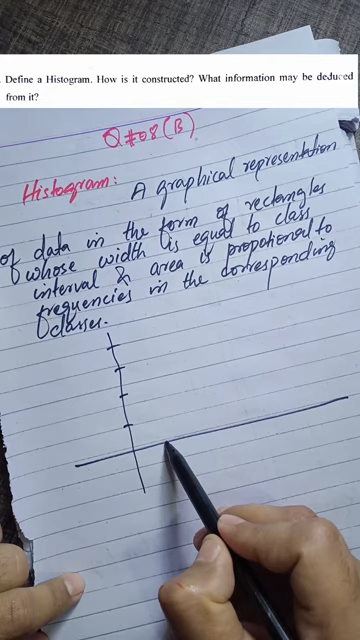 . Define a Histogram. How is it constructed? What information may be deduced
from it?
Q#08(B)
Histogram: A graphical representation
of data in the form of rectangles
whose width is equal to class
interval & area is propotional to
frequencies in the corresponding
classes.